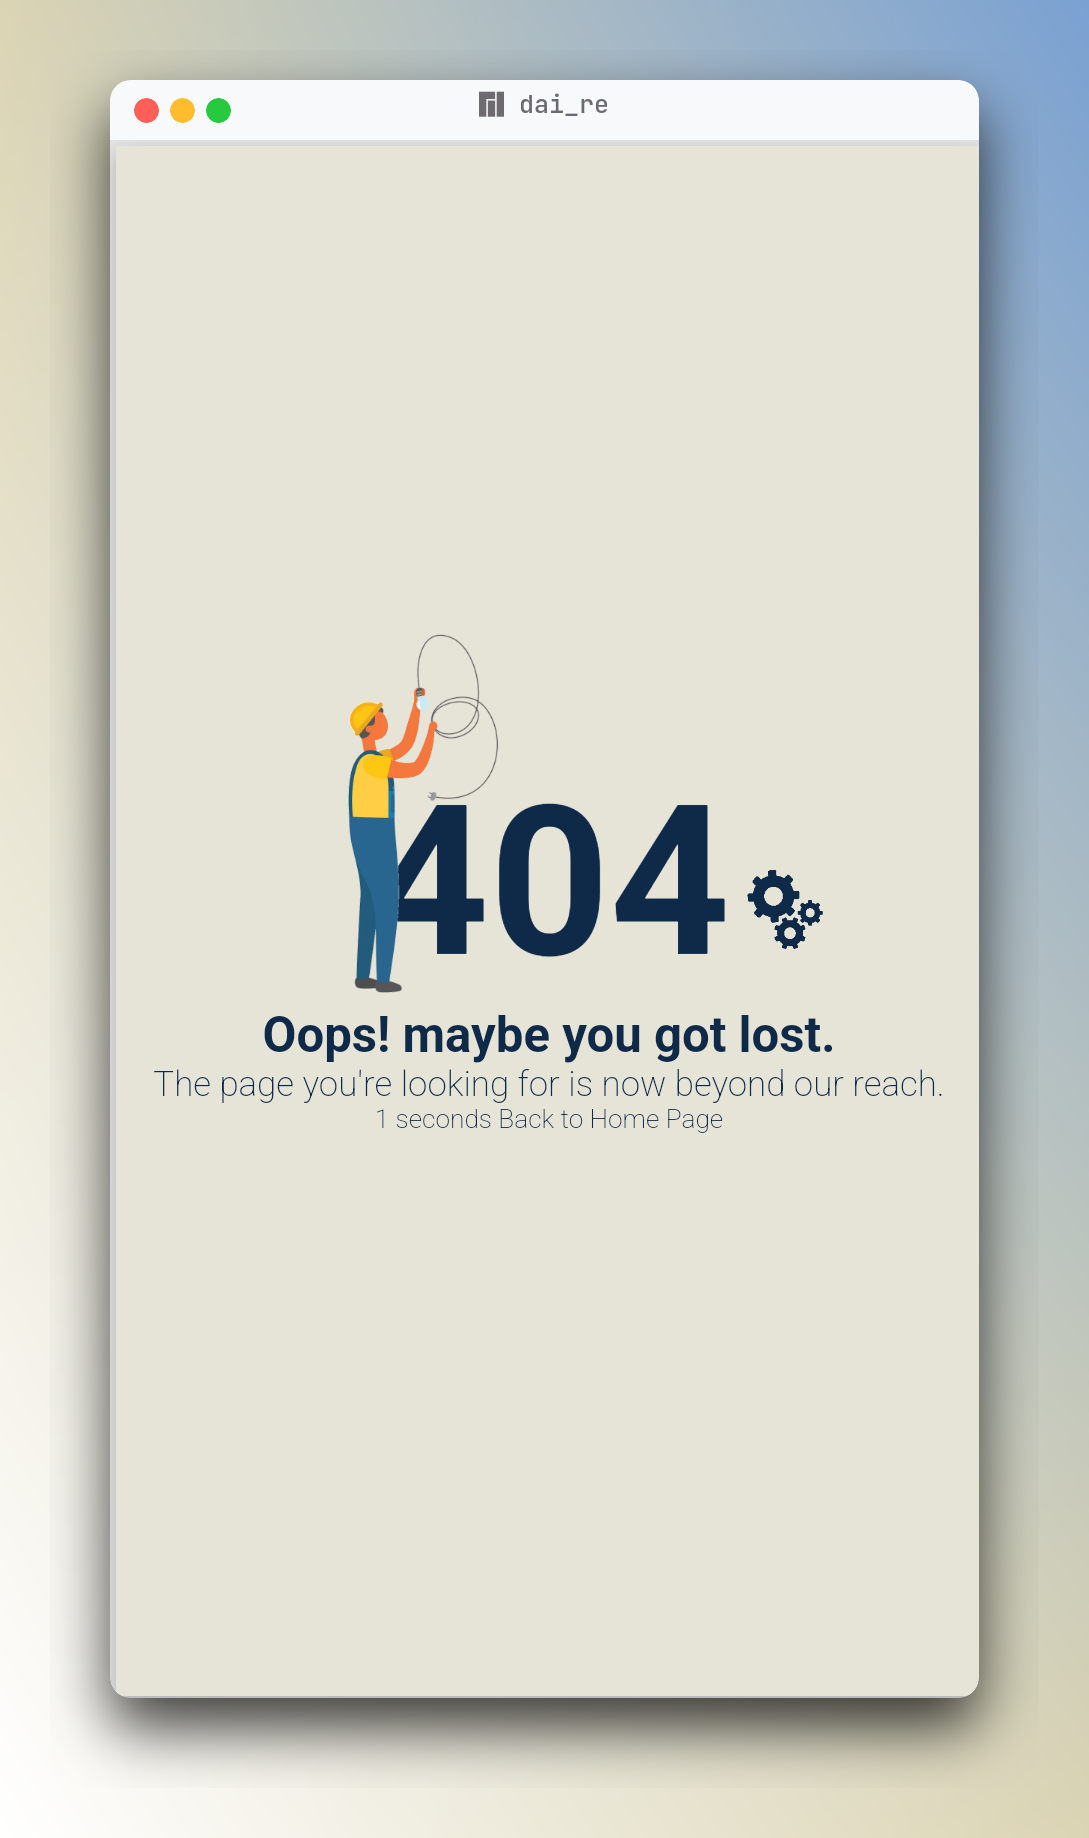 dai_re
404
Oops! maybe you got lost.
The page you're looking for is now beyond our reach.
1 seconds Back to Home Page